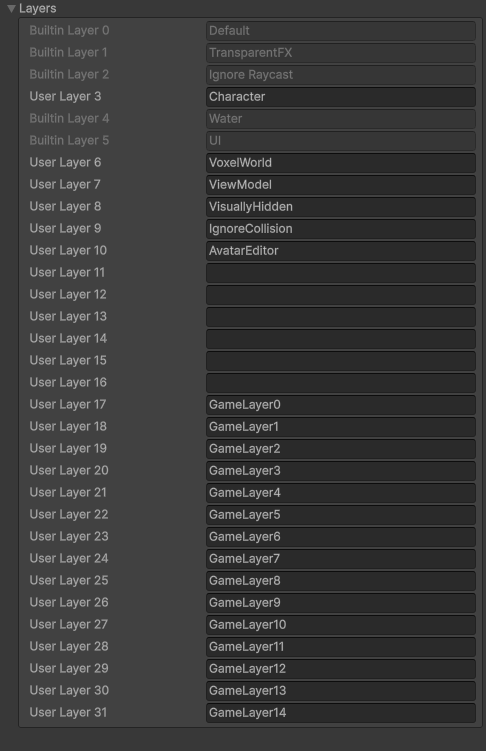 Layers
Builtin Layer 0 Default
Builtin Layer 1 TransparentFX
Builtin Layer 2 Ignore Raycast
User Layer 3 Character
Builtin Layer 4 Water
Builtin Layer 5 UI
User Layer 6 VoxelWorld
User Layer 7 ViewModel
User Layer 8 VisuallyHidden
User Layer 9 IgnoreCollision
User Layer 10 AvatarEditor
User Layer 11
User Layer 12
User Layer 13
User Layer 14
User Layer 15
User Layer 16
User Layer 17 GameLayer0
User Layer 18 GameLayer1
User Layer 19 GameLayer2
User Layer 20 GameLayer3
User Layer 21 GameLayer4
User Layer 22 GameLayer5
User Layer 23 GameLayer6
User Layer 24 GameLayer7
User Layer 25 GameLayer8
User Layer 26 GameLayer9
User Layer 27 GameLayer10
User Layer 28 GameLayer11
User Layer 29 GameLayer12
User Layer 30 GameLayer13
User Layer 31 GameLayer14